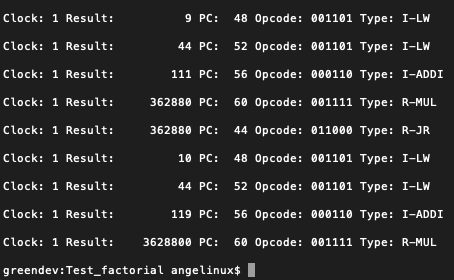 Clock: 1 Result:          9 PC:  48 Opcode: 001101 Type: I-LW
Clock: 1 Result:         44 PC:  52 Opcode: 001101 Type: I-LW
Clock: 1 Result:        111 PC:  56 Opcode: 000110 Type: I-ADDI
Clock: 1 Result:     362880 PC:  60 Opcode: 001111 Type: R-MUL
Clock: 1 Result:     362880 PC:  44 Opcode: 011000 Type: R-JR
Clock: 1 Result:         10 PC:  48 Opcode: 001101 Type: I-LW
Clock: 1 Result:         44 PC:  52 Opcode: 001101 Type: I-LW
Clock: 1 Result:        119 PC:  56 Opcode: 000110 Type: I-ADDI
Clock: 1 Result:    3628800 PC:  60 Opcode: 001111 Type: R-MUL
greendev:Test_factorial angelinux$